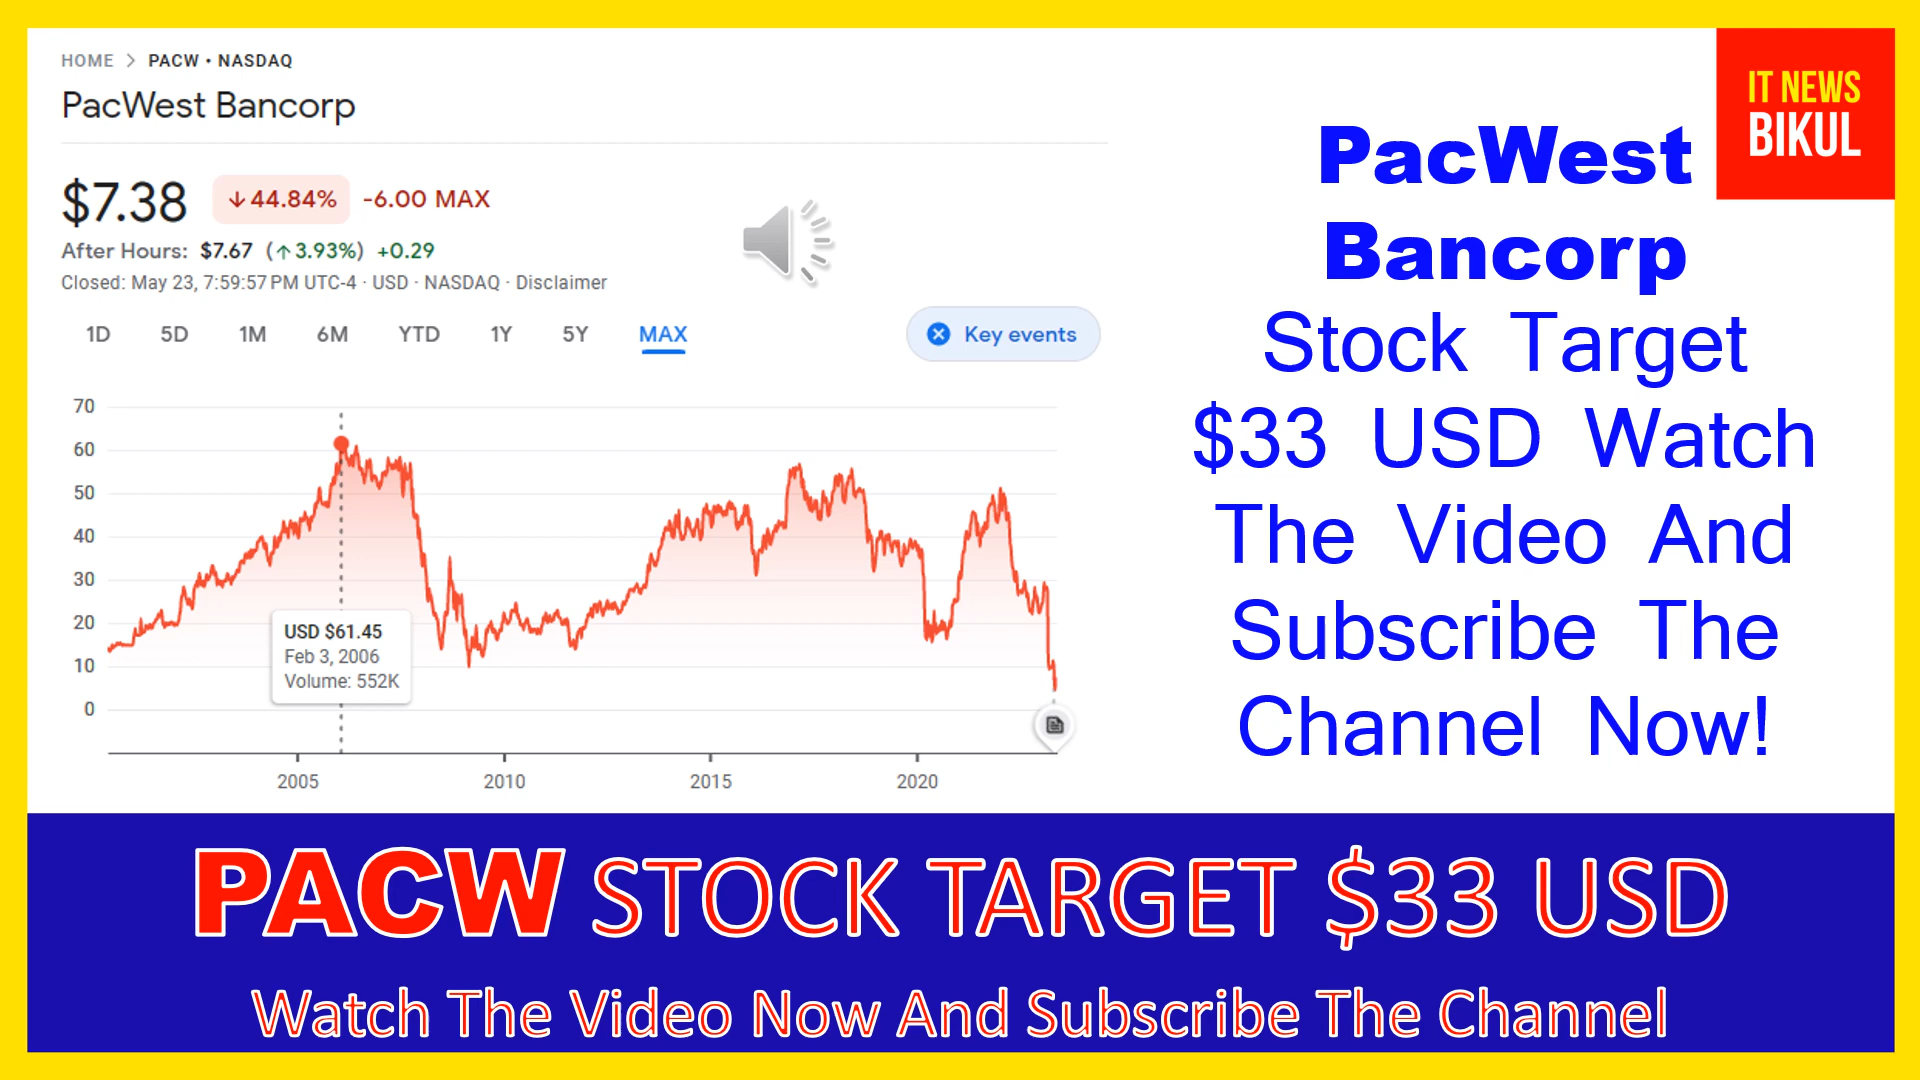 HOME > PACW • NASDAQ
PacWest Bancorp
$7.38 ↓44.84% -6.00 MAX
After Hours: $7.67 (↑3.93%) +0.29
Closed: May 23, 7:59:57 PM UTC-4 · USD · NASDAQ · Disclaimer
1D 5D 1M 6M YTD 1Y 5Y MAX
Key events
70
60
50
40
30
20
10
0
USD $61.45
Feb 3, 2006
Volume: 552K
2005 2010 2015 2020
IT NEWS
BIKUL
PacWest
Bancorp
Stock Target
$33 USD Watch
The Video And
Subscribe The
Channel Now!
PACW STOCK TARGET $33 USD
Watch The Video Now And Subscribe The Channel